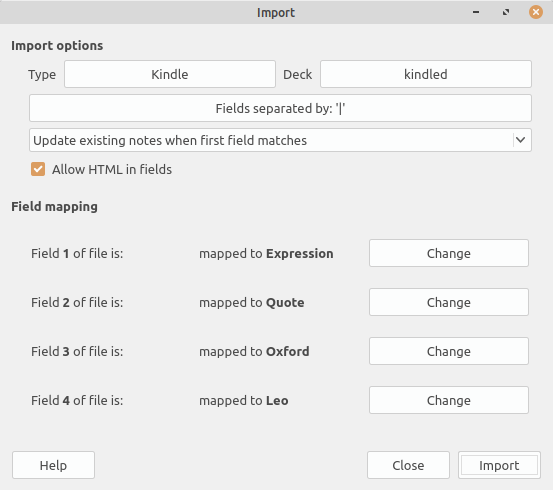 Import
Import options
Type Kindle Deck kindled
Fields separated by: '|'
Update existing notes when first field matches
Allow HTML in fields
Field mapping
Field 1 of file is: mapped to Expression Change
Field 2 of file is: mapped to Quote Change
Field 3 of file is: mapped to Oxford Change
Field 4 of file is: mapped to Leo Change
Help Close Import